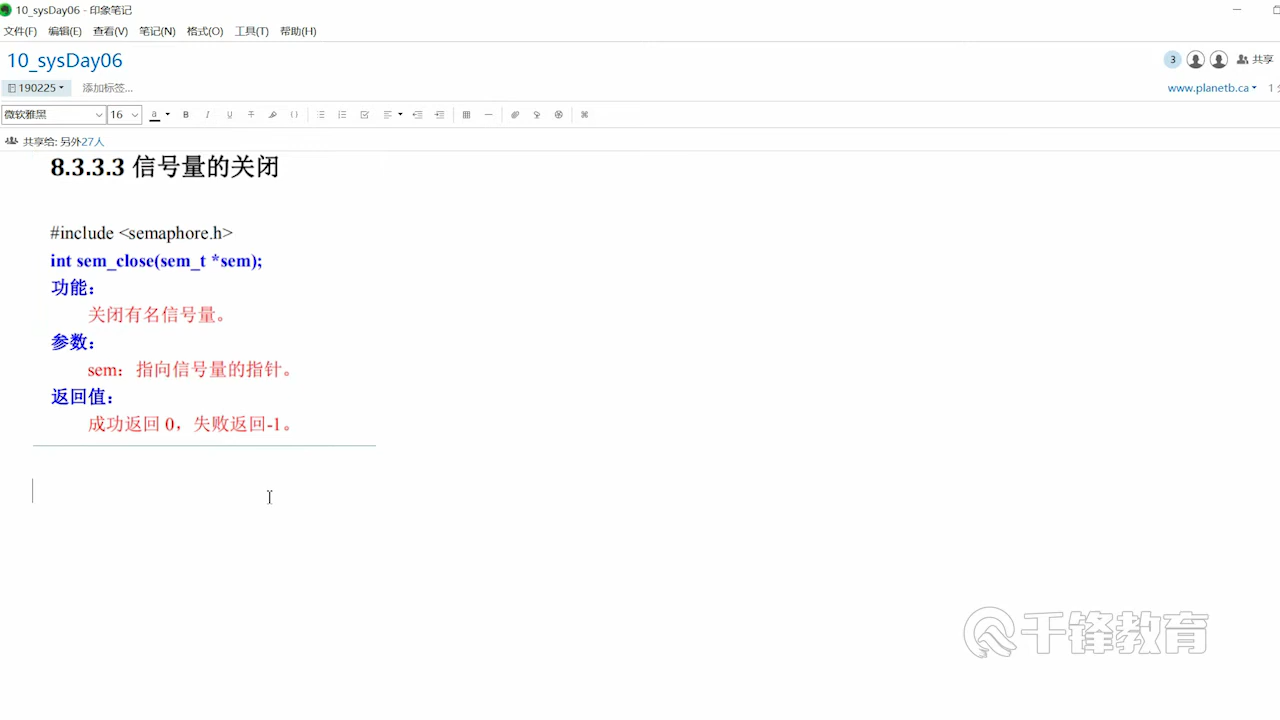 10_sysDay06 - 印象笔记
文件(F) 编辑(E) 查看(V) 笔记(N) 格式(O) 工具(T) 帮助(H)
10_sysDay06
3 共享
190225 添加标签...
www.planetb.ca 1
微软雅黑 16 a B I U T
共享给: 另外27人
8.3.3.3 信号量的关闭
#include <semaphore.h>
int sem_close(sem_t *sem);
功能：
关闭有名信号量。
参数：
sem：指向信号量的指针。
返回值：
成功返回 0，失败返回-1。
千锋教育